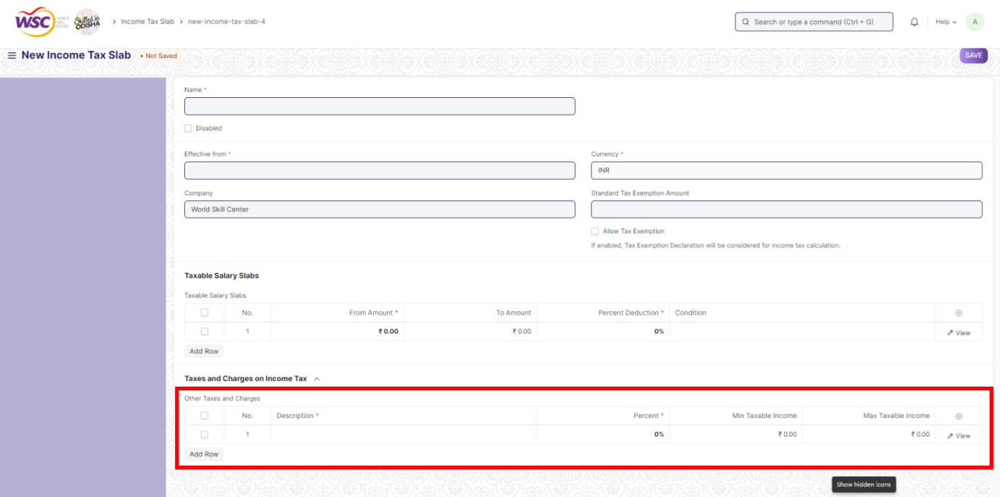 WSC WORLD SKILL CENTER Skilled in ODISHA > Income Tax Slab > new-income-tax-slab-4 Search or type a command (Ctrl + G) Help A
New Income Tax Slab • Not Saved SAVE
Name *
Disabled
Effective from * Currency *
INR
Company Standard Tax Exemption Amount
World Skill Center
Allow Tax Exemption
If enabled, Tax Exemption Declaration will be considered for income tax calculation.
Taxable Salary Slabs
Taxable Salary Slabs
No. From Amount * To Amount Percent Deduction * Condition
1 ₹ 0.00 ₹ 0.00 0% View
Add Row
Taxes and Charges on Income Tax
Other Taxes and Charges
No. Description * Percent * Min Taxable Income Max Taxable Income
1 0% ₹ 0.00 ₹ 0.00 View
Add Row
Show hidden icons